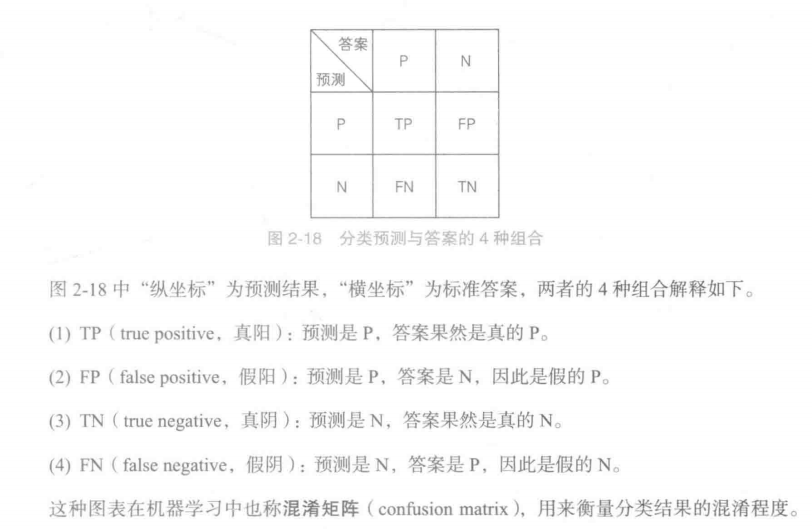 答案
预测
P N
P TP FP
N FN TN
图 2-18 分类预测与答案的 4 种组合
图 2-18 中“纵坐标”为预测结果，“横坐标”为标准答案，两者的 4 种组合解释如下。
(1) TP（true positive，真阳）：预测是 P，答案果然是真的 P。
(2) FP（false positive，假阳）：预测是 P，答案是 N，因此是假的 P。
(3) TN（true negative，真阴）：预测是 N，答案果然是真的 N。
(4) FN（false negative，假阴）：预测是 N，答案是 P，因此是假的 N。
这种图表在机器学习中也称混淆矩阵（confusion matrix），用来衡量分类结果的混淆程度。